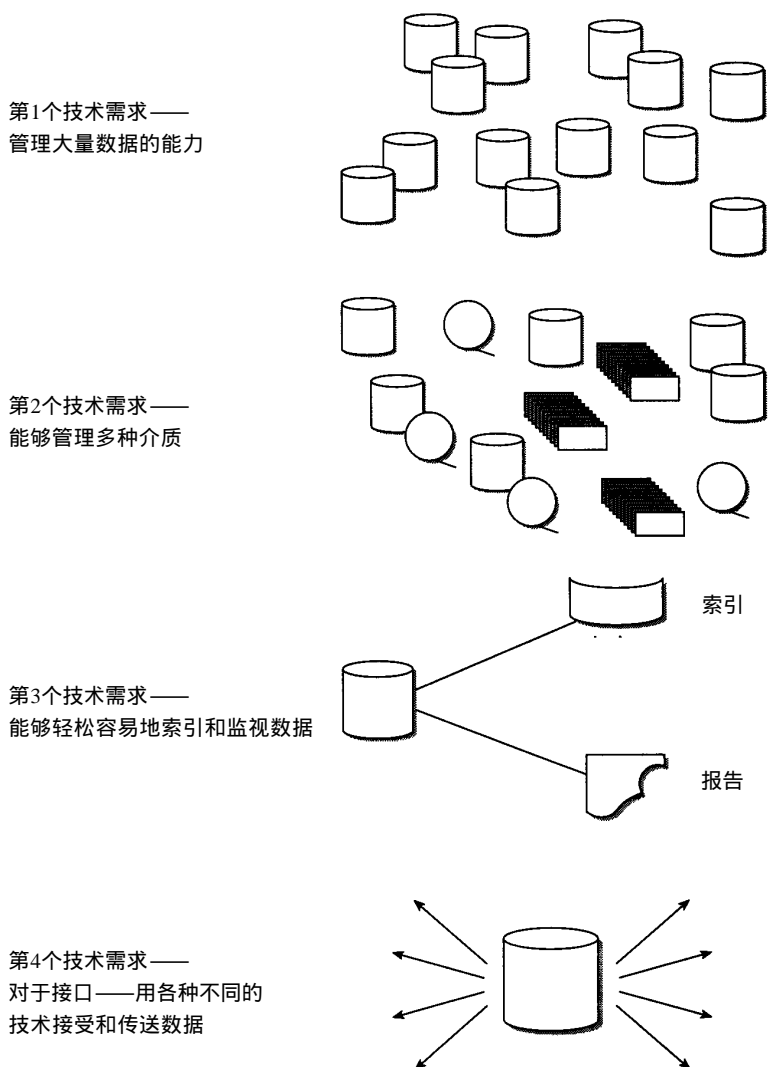 第1个技术需求——
管理大量数据的能力
第2个技术需求——
能够管理多种介质
索引
第3个技术需求——
能够轻松容易地索引和监视数据
报告
第4个技术需求——
对于接口——用各种不同的
技术接受和传送数据